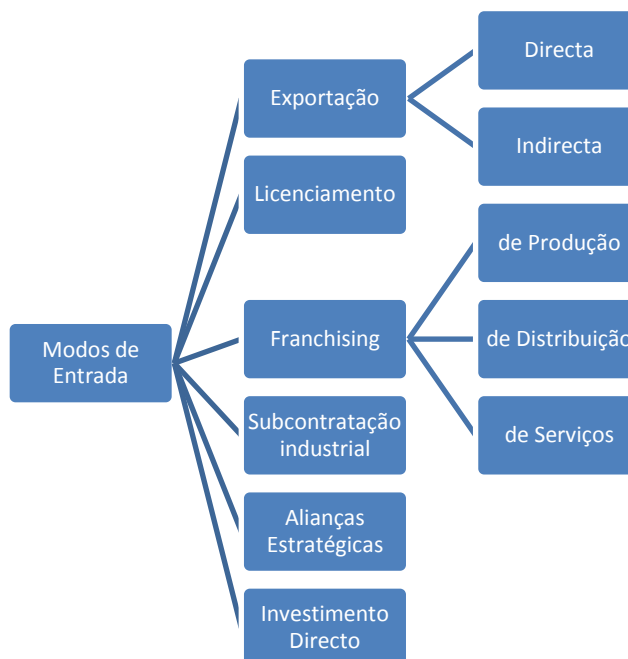 Modos de
Entrada
Exportação
Directa
Indirecta
Licenciamento
Franchising
de Produção
de Distribuição
de Serviços
Subcontratação
industrial
Alianças
Estratégicas
Investimento
Directo